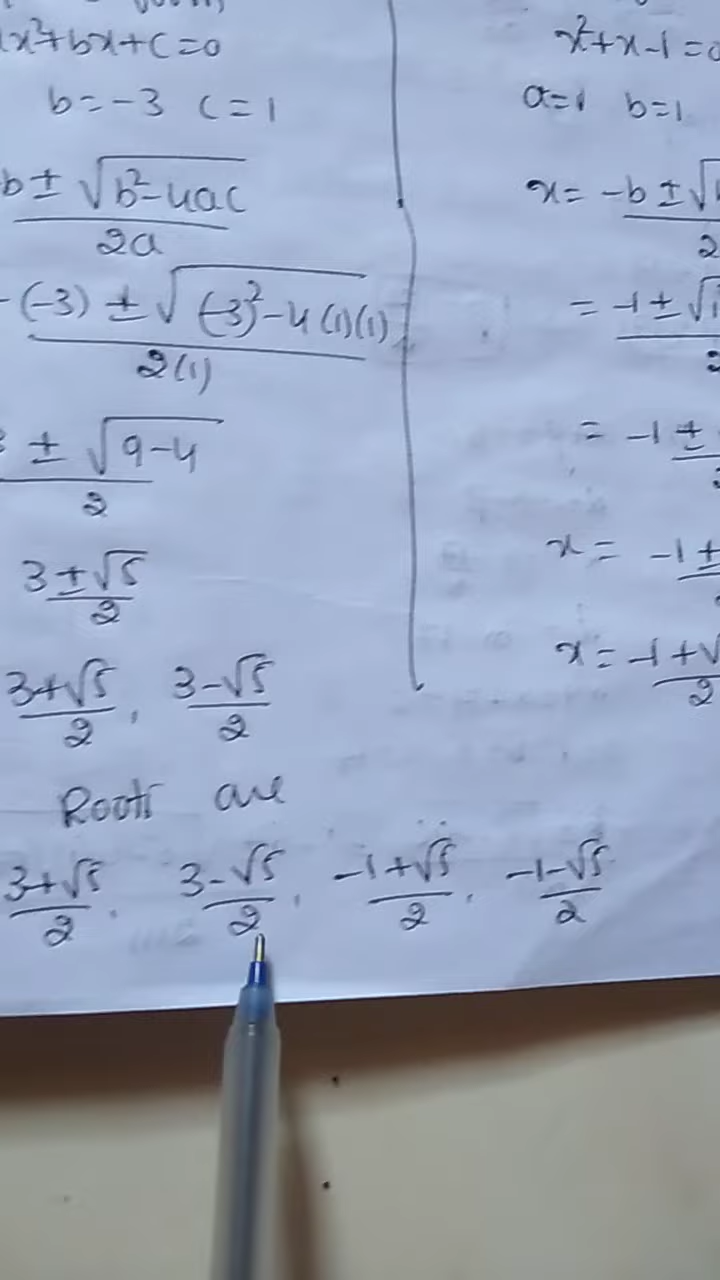 x²+bx+c=0
b=-3 c=1
b ± √b²-4ac
2a
-(-3) ± √(-3)²-4(1)(1)
2(1)
± √9-4
2
3±√5
2
3+√5/2, 3-√5/2
x²+x-1=0
a=1 b=1
x= -b ± √
2
= -1 ± √1
= -1 ±
x = -1 ±
x = -1+√
2
Roots are
3+√5/2, 3-√5/2, -1+√5/2, -1-√5/2